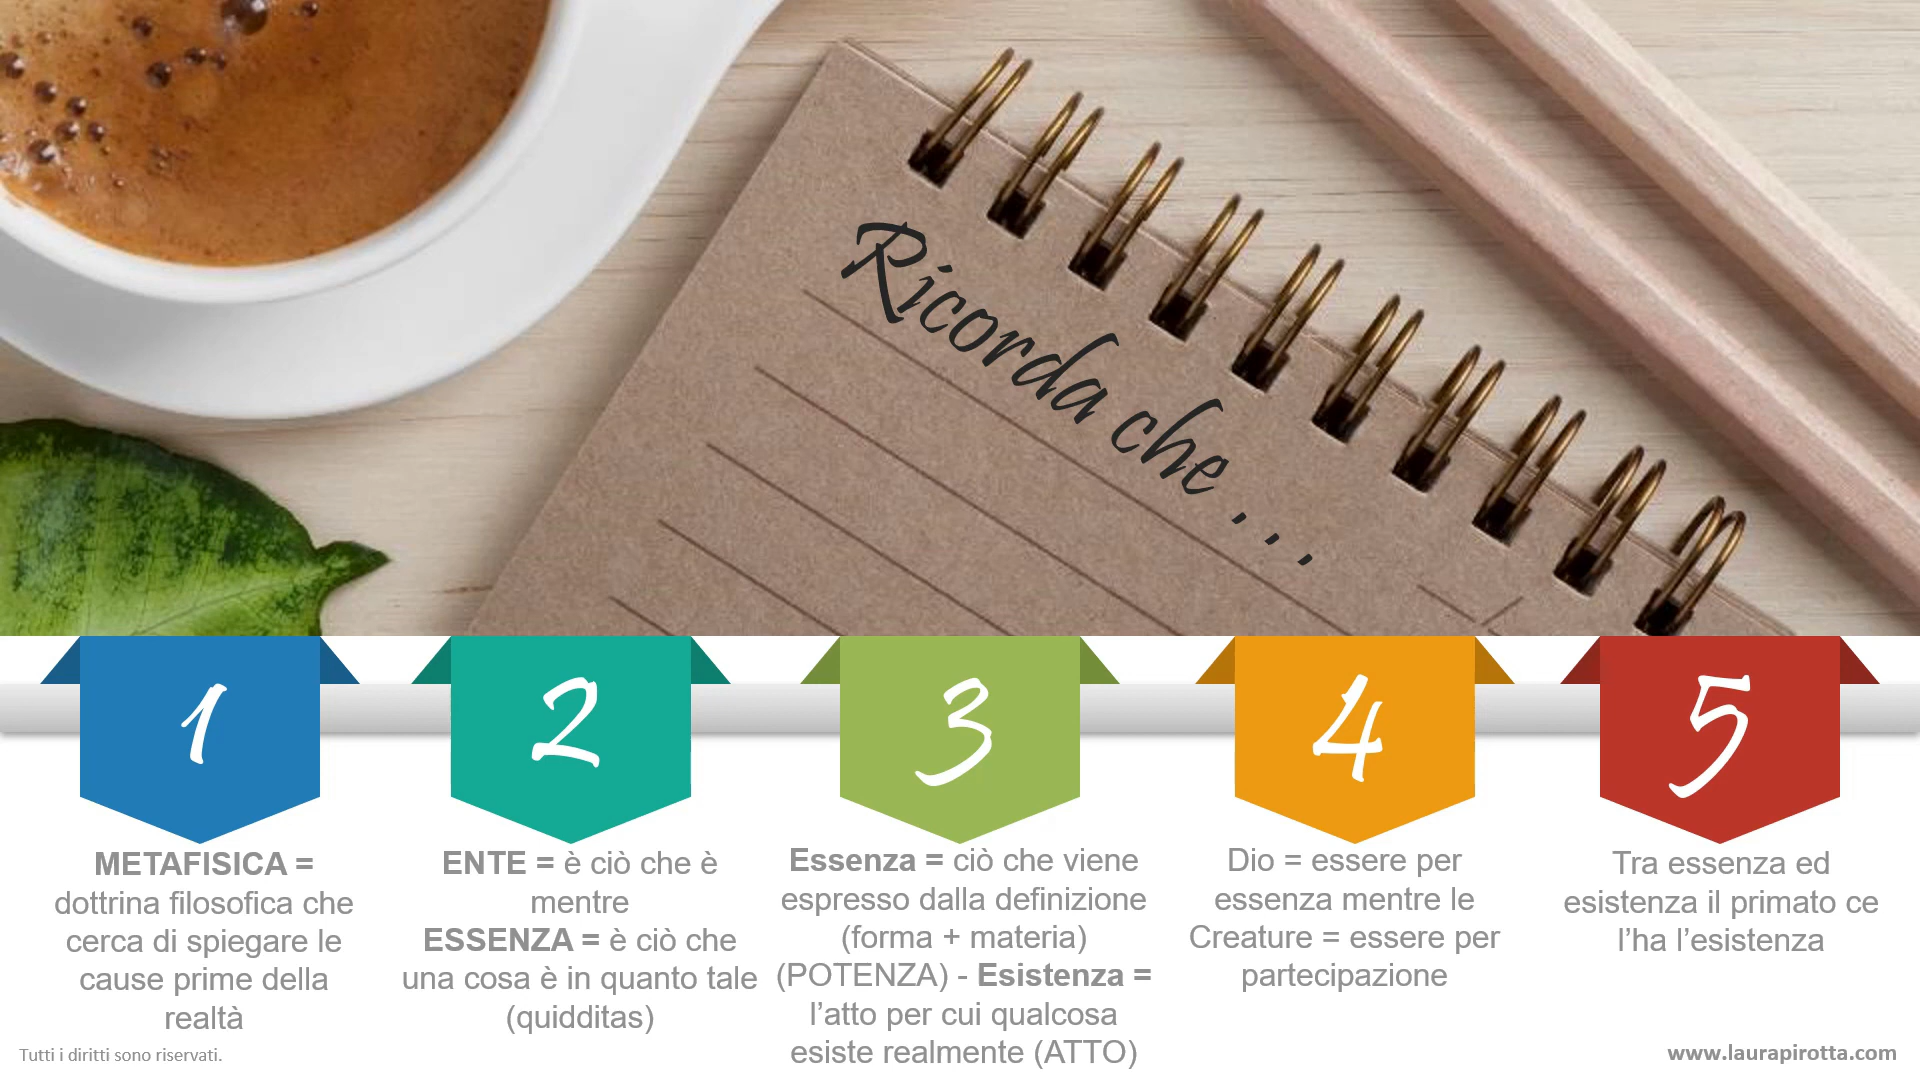 Ricorda che . . .
1
2
3
4
5
METAFISICA =
dottrina filosofica che
cerca di spiegare le
cause prime della
realtà
ENTE = è ciò che è
mentre
ESSENZA = è ciò che
una cosa è in quanto tale
(quidditas)
Essenza = ciò che viene
espresso dalla definizione
(forma + materia)
(POTENZA) - Esistenza =
l’atto per cui qualcosa
esiste realmente (ATTO)
Dio = essere per
essenza mentre le
Creature = essere per
partecipazione
Tra essenza ed
esistenza il primato ce
l’ha l’esistenza
Tutti i diritti sono riservati.
www.laurapirotta.com